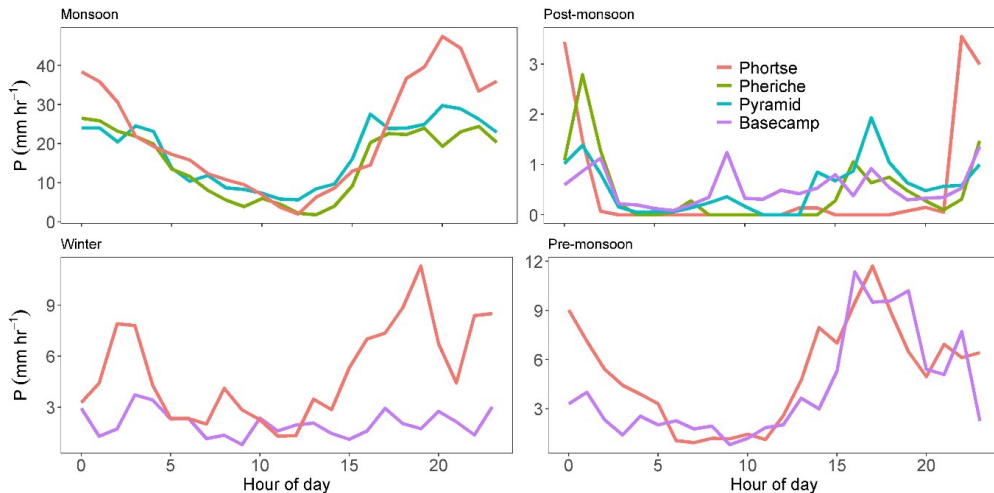 Monsoon
Post-monsoon
P (mm hr⁻¹)
40
30
20
10
0
3
2
1
0
Phortse
Pheriche
Pyramid
Basecamp
Winter
Pre-monsoon
P (mm hr⁻¹)
9
6
3
12
9
6
3
0 5 10 15 20
0 5 10 15 20
Hour of day
Hour of day